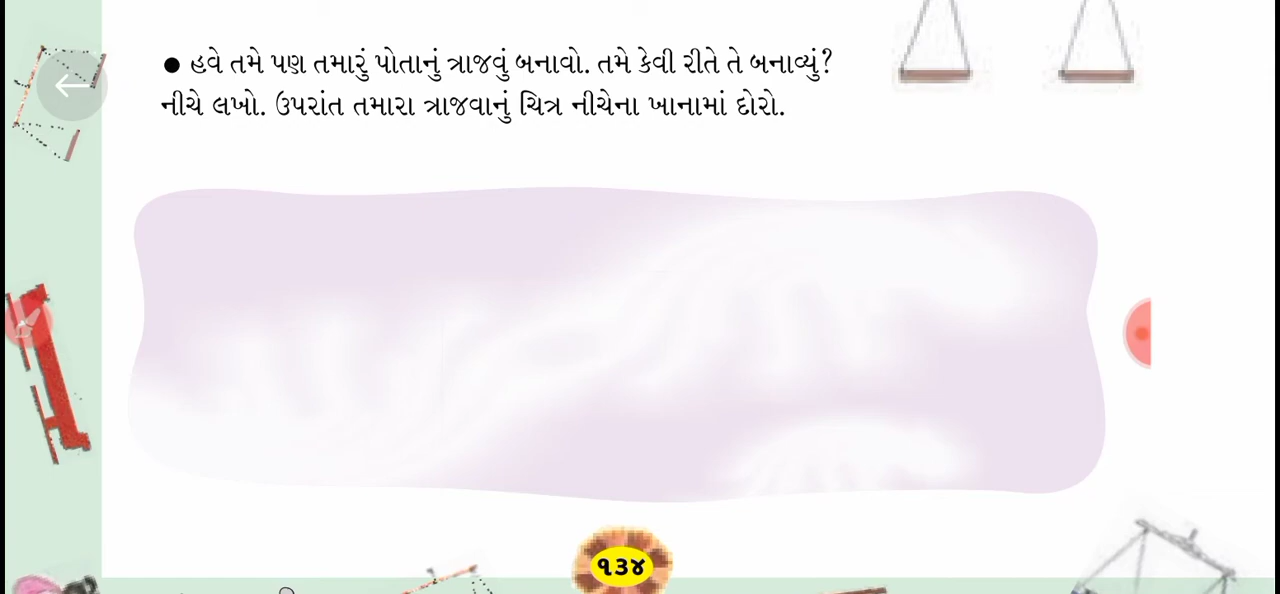 ● હવે તમે પણ તમારું પોતાનું ત્રાજવું બનાવો. તમે કેવી રીતે તે બનાવ્યું?
નીચે લખો. ઉપરાંત તમારા ત્રાજવાનું ચિત્ર નીચેના ખાનામાં દોરો.
૧૩૪